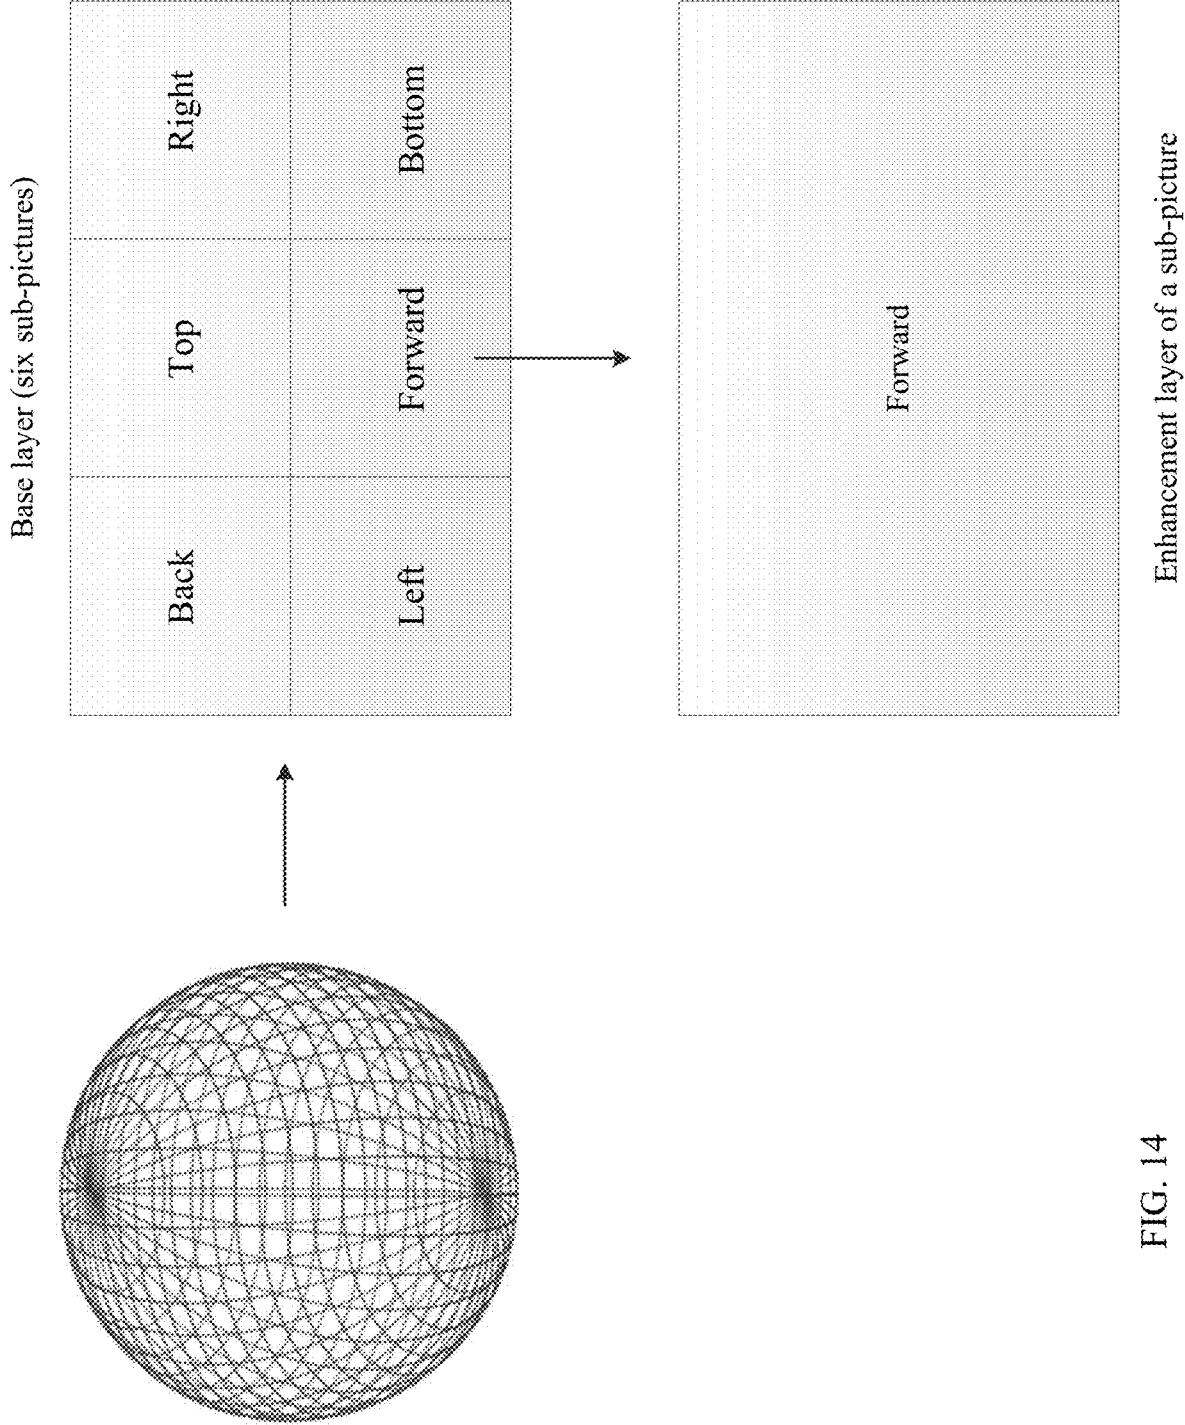 Base layer (six sub-pictures)
Back
Top
Right
Left
Forward
Bottom
Forward
Enhancement layer of a sub-picture
FIG. 14